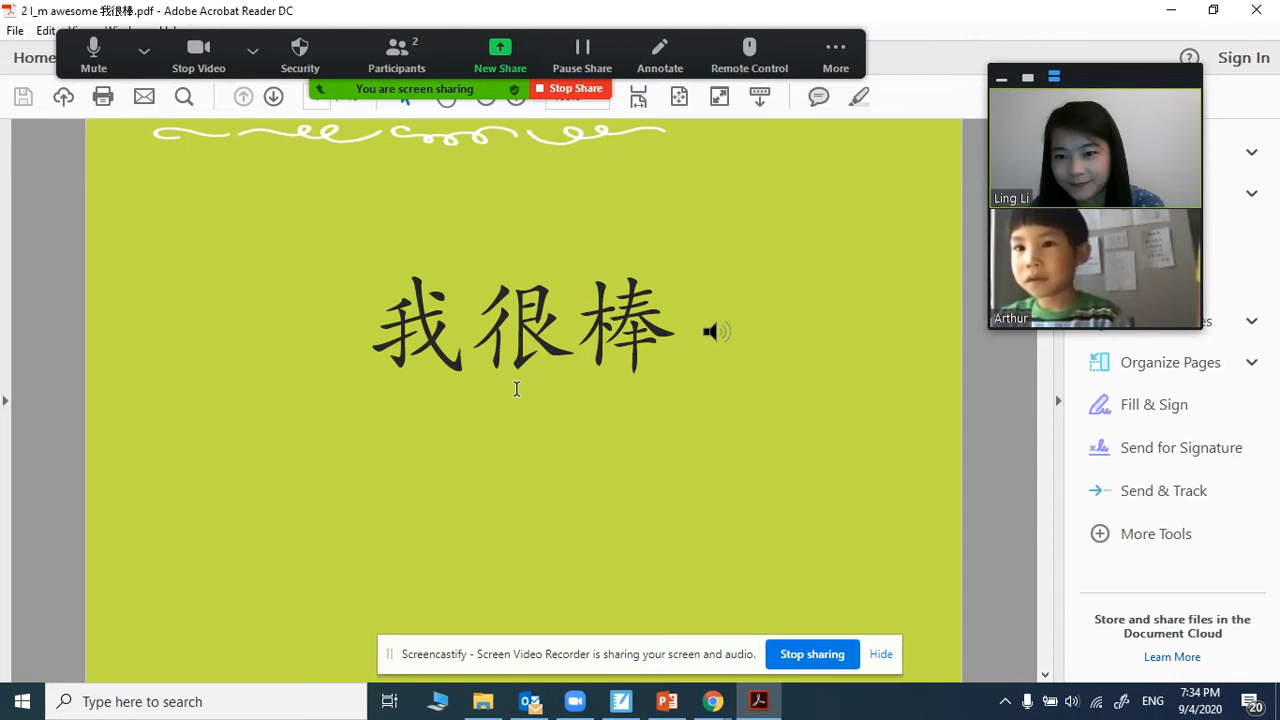 2 I_m awesome 我很棒.pdf - Adobe Acrobat Reader DC
File
Home
Sign In
Mute
Stop Video
Security
Participants
2
New Share
Pause Share
Annotate
Remote Control
More
You are screen sharing
Stop Share
Ling Li
Arthur
我很棒
Organize Pages
Fill & Sign
Send for Signature
Send & Track
More Tools
Store and share files in the
Document Cloud
Learn More
Screencastify - Screen Video Recorder is sharing your screen and audio.
Stop sharing
Hide
Type here to search
ENG
7:34 PM
9/4/2020
20